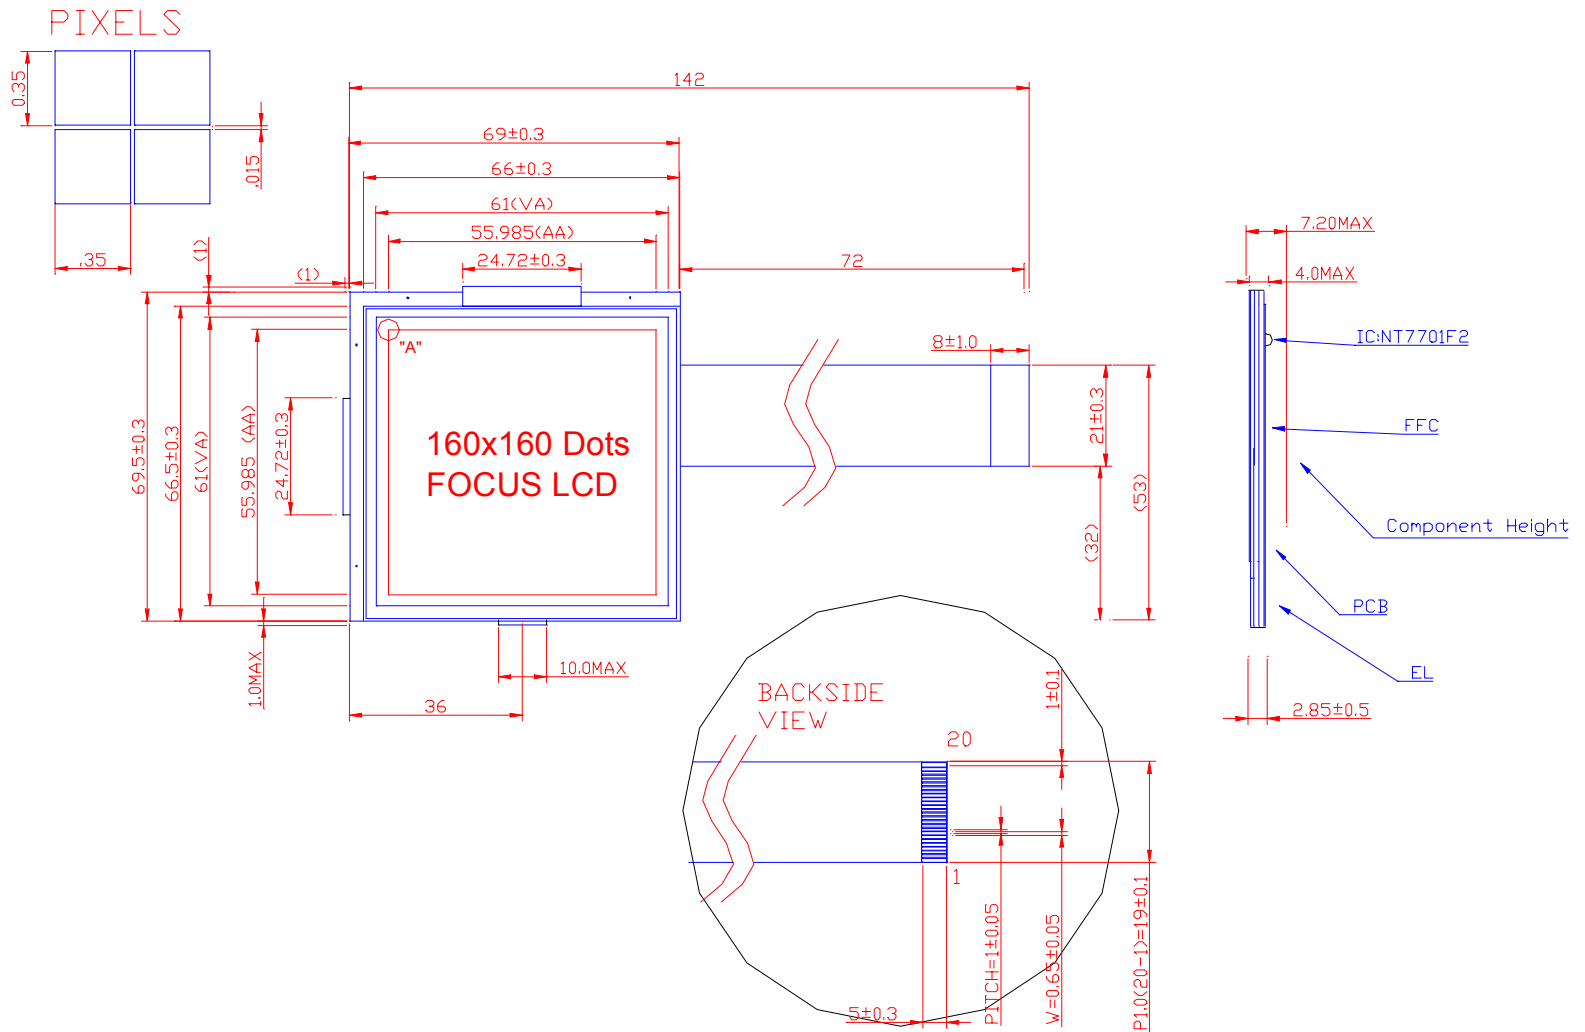 PIXELS
0.35
.015
.35
142
69±0.3
66±0.3
61(VA)
55.985(AA)
24.72±0.3
72
(1)
(1)
"A"
8±1.0
69.5±0.3
66.5±0.3
61(VA)
55.985 (AA)
24.72±0.3
160x160 Dots
FOCUS LCD
21±0.3
(32)
(53)
1.0MAX
10.0MAX
36
7.20MAX
4.0MAX
IC:NT7701F2
FFC
Component Height
PCB
EL
2.85±0.5
BACKSIDE
VIEW
20
1
1±0.1
PITCH=1±0.05
W=0.65±0.05
P1.0(20-1)=19±0.1
5±0.3